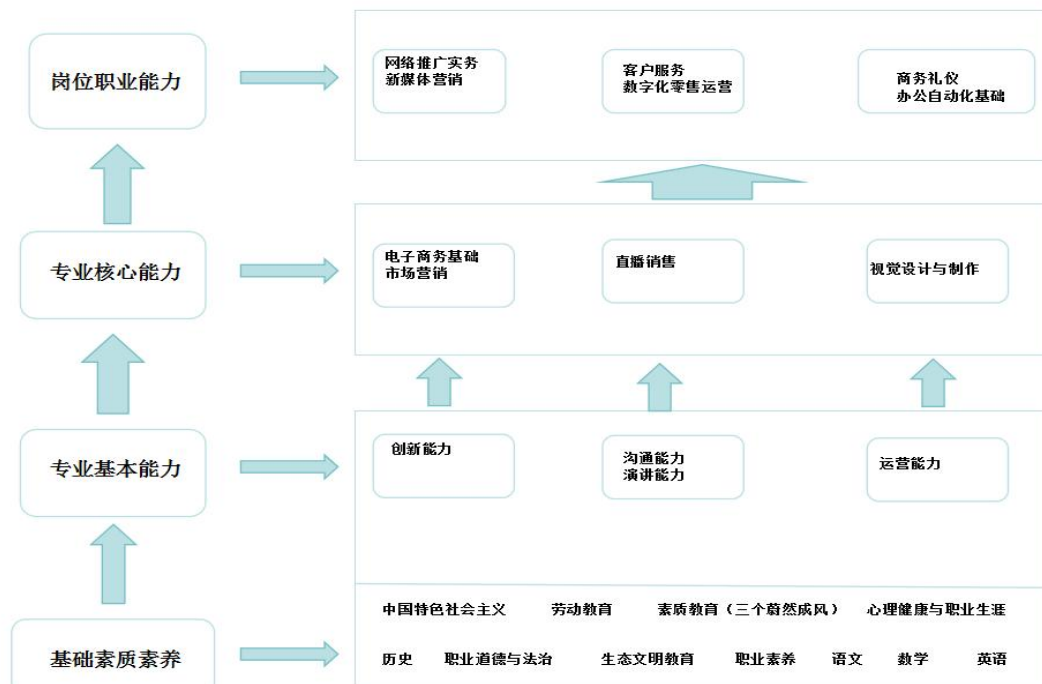 岗位职业能力
网络推广实务
新媒体营销
客户服务
数字化零售运营
商务礼仪
办公自动化基础
专业核心能力
电子商务基础
市场营销
直播销售
视觉设计与制作
专业基本能力
创新能力
沟通能力
演讲能力
运营能力
基础素质素养
中国特色社会主义 劳动教育 素质教育（三个蔚然成风） 心理健康与职业生涯
历史 职业道德与法治 生态文明教育 职业素养 语文 数学 英语